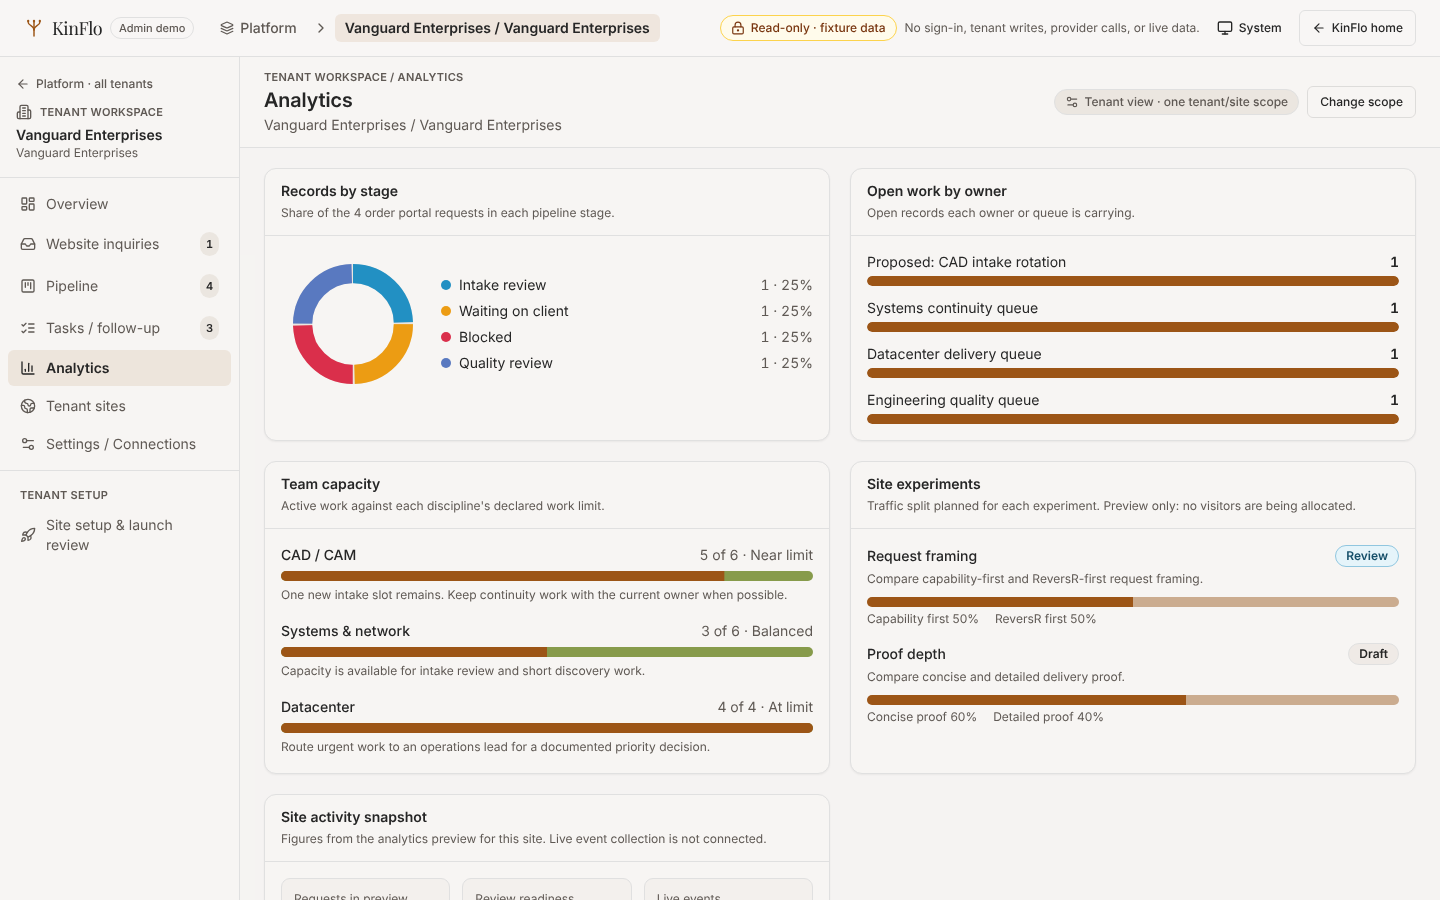 KinFlo
Admin demo
Platform
Vanguard Enterprises / Vanguard Enterprises
Read-only · fixture data
No sign-in, tenant writes, provider calls, or live data.
System
KinFlo home
Platform · all tenants
TENANT WORKSPACE
Vanguard Enterprises
Vanguard Enterprises
Overview
Website inquiries 1
Pipeline 4
Tasks / follow-up 3
Analytics
Tenant sites
Settings / Connections
TENANT SETUP
Site setup & launch
review
TENANT WORKSPACE / ANALYTICS
Analytics
Vanguard Enterprises / Vanguard Enterprises
Tenant view · one tenant/site scope
Change scope
Records by stage
Share of the 4 order portal requests in each pipeline stage.
Intake review 1 · 25%
Waiting on client 1 · 25%
Blocked 1 · 25%
Quality review 1 · 25%
Open work by owner
Open records each owner or queue is carrying.
Proposed: CAD intake rotation 1
Systems continuity queue 1
Datacenter delivery queue 1
Engineering quality queue 1
Team capacity
Active work against each discipline's declared work limit.
CAD / CAM 5 of 6 · Near limit
One new intake slot remains. Keep continuity work with the current owner when possible.
Systems & network 3 of 6 · Balanced
Capacity is available for intake review and short discovery work.
Datacenter 4 of 4 · At limit
Route urgent work to an operations lead for a documented priority decision.
Site experiments
Traffic split planned for each experiment. Preview only: no visitors are being allocated.
Request framing Review
Compare capability-first and ReversR-first request framing.
Capability first 50% ReversR first 50%
Proof depth Draft
Compare concise and detailed delivery proof.
Concise proof 60% Detailed proof 40%
Site activity snapshot
Figures from the analytics preview for this site. Live event collection is not connected.
Requests in preview
Review readiness
Live events